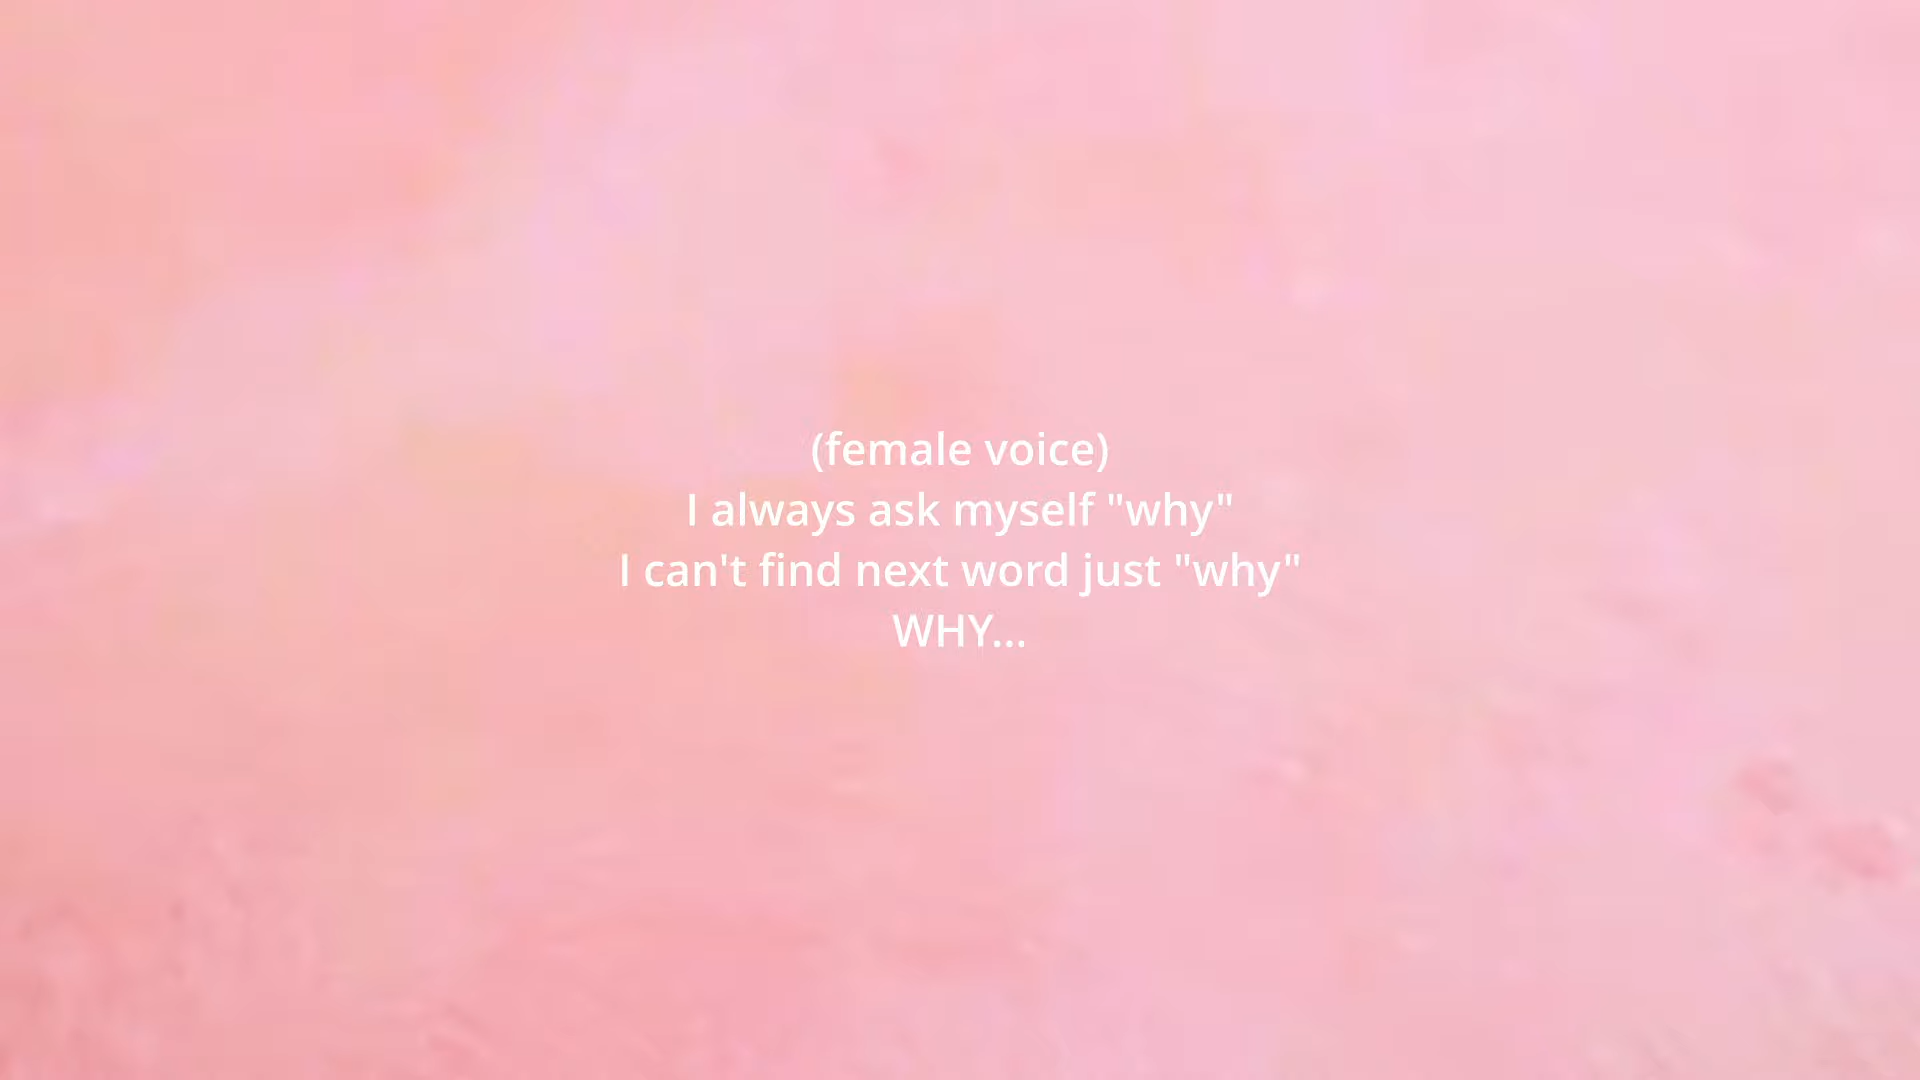 (female voice)
I always ask myself "why"
I can't find next word just "why"
WHY...